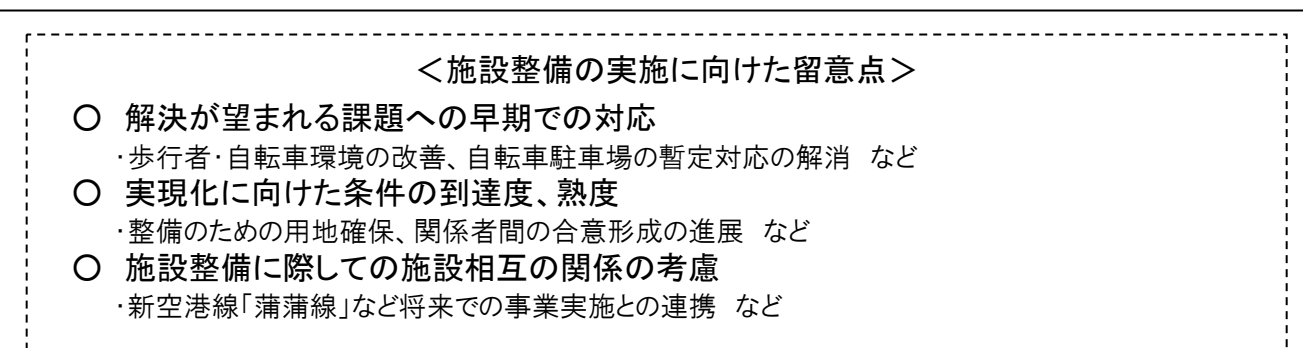 ＜施設整備の実施に向けた留意点＞
○ 解決が望まれる課題への早期での対応
・歩行者・自転車環境の改善、自転車駐車場の暫定対応の解消 など
○ 実現化に向けた条件の到達度、熟度
・整備のための用地確保、関係者間の合意形成の進展 など
○ 施設整備に際しての施設相互の関係の考慮
・新空港線「蒲蒲線」など将来での事業実施との連携 など